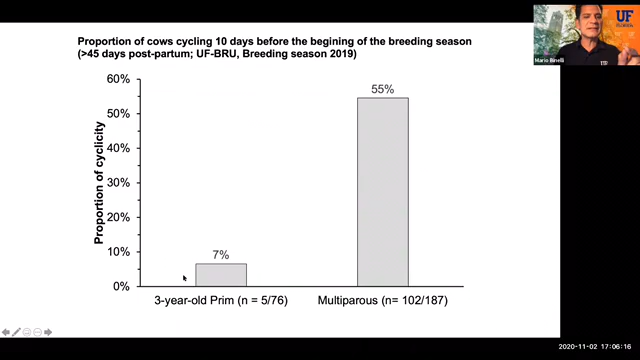 Proportion of cows cycling 10 days before the begining of the breeding season
(>45 days post-partum; UF-BRU, Breeding season 2019)
UF
Mario Binelli
60%
55%
50%
40%
30%
20%
10%
7%
0%
Proportion of cyclicity
3-year-old Prim (n = 5/76)
Multiparous (n= 102/187)
2020-11-02 17:06:16